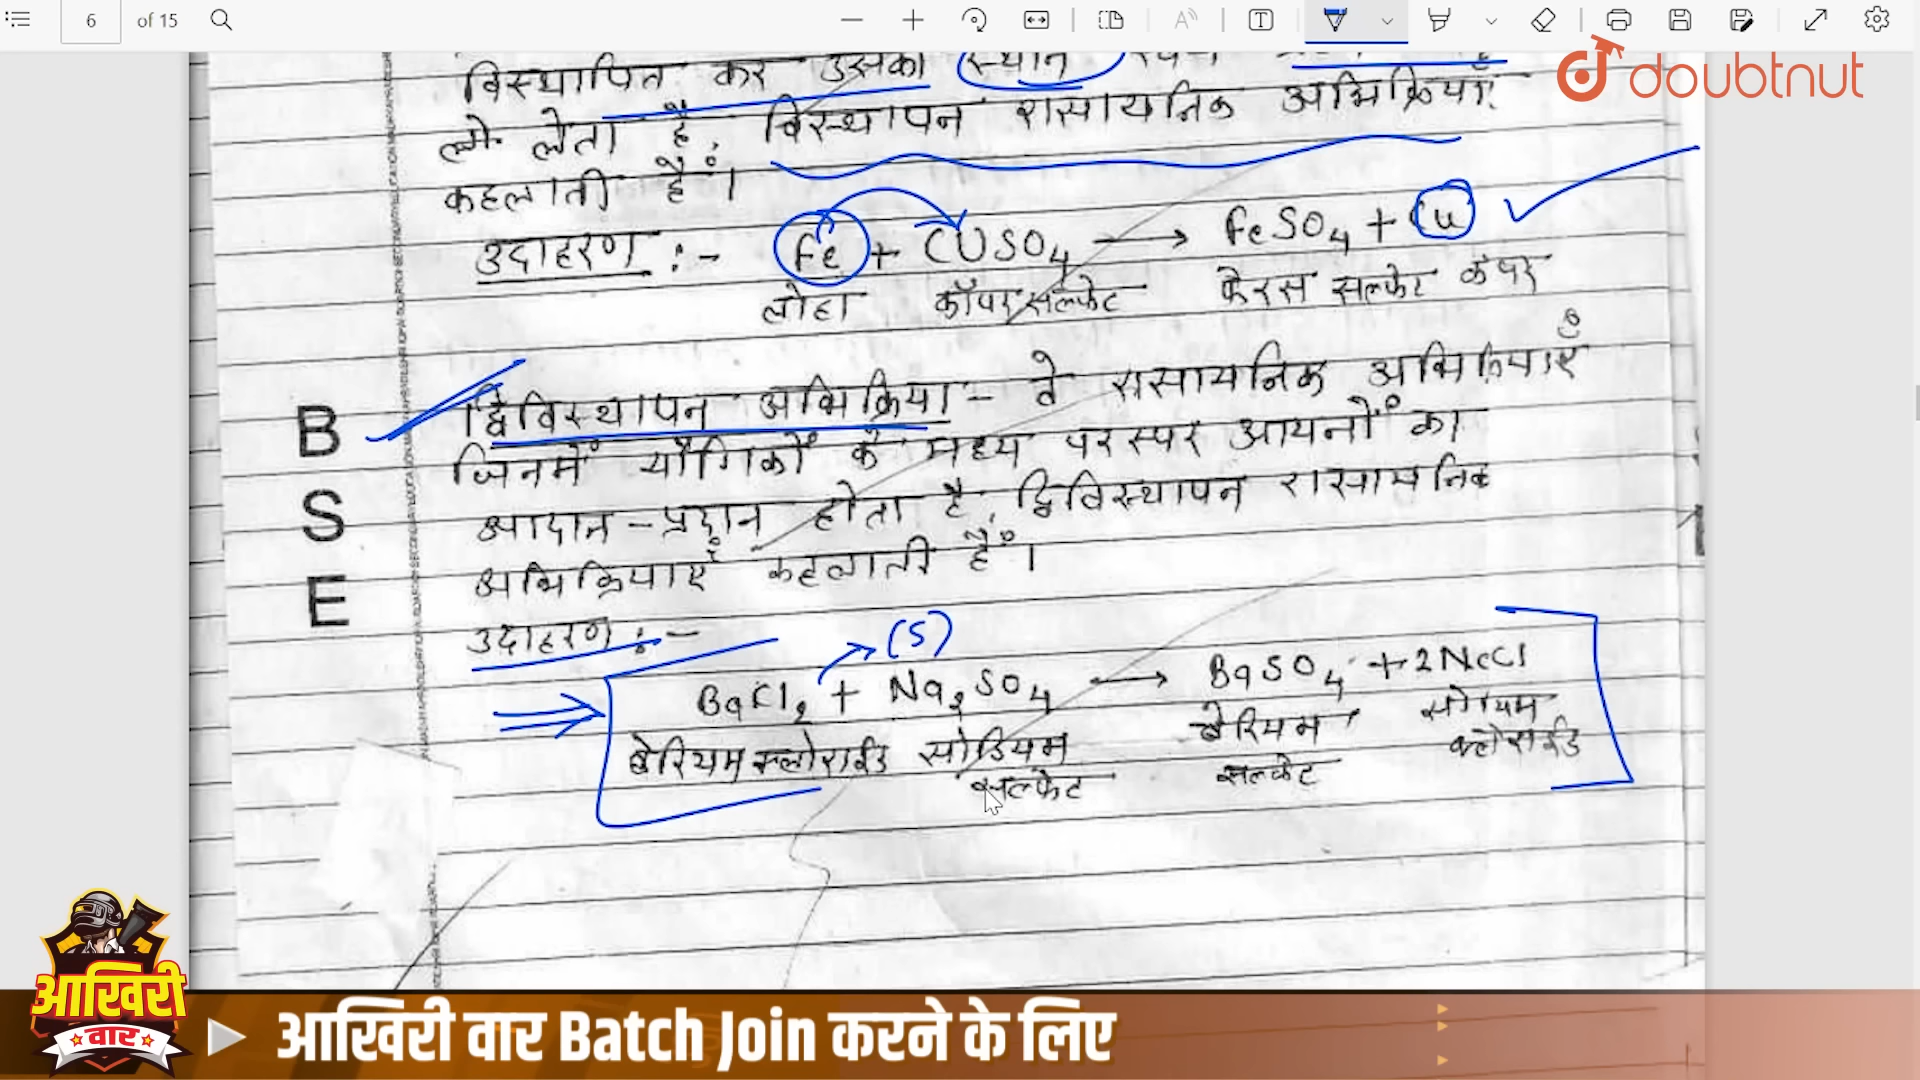 6 of 15
doubtnut
विस्थापित कर उसका स्थान
ले लेता है, विस्थापन रासायनिक अभिक्रियाएं
कहलाती हैं।
उदाहरण :- Fe + CUSO4 → FeSO4 + Cu
लोहा कॉपर सल्फेट फेरस सल्फेट कॅपर
B
S
E
द्विविस्थापन अभिक्रिया - वे रासायनिक अभिक्रियाएँ
जिनमें यौगिकों के मध्य परस्पर आयनों का
आदान-प्रदान होता है, द्विविस्थापन रासायनिक
अभिक्रियाएँ कहलाती हैं।
उदाहरण :-
(S)
BaCl2 + Na2SO4 → BaSO4 + 2NaCl
बेरियम क्लोराईड सोडियम बेरियम सोडियम
सल्फेट सल्फेट क्लोराईड
आखिरी
वार
आखिरी वार Batch Join करने के लिए